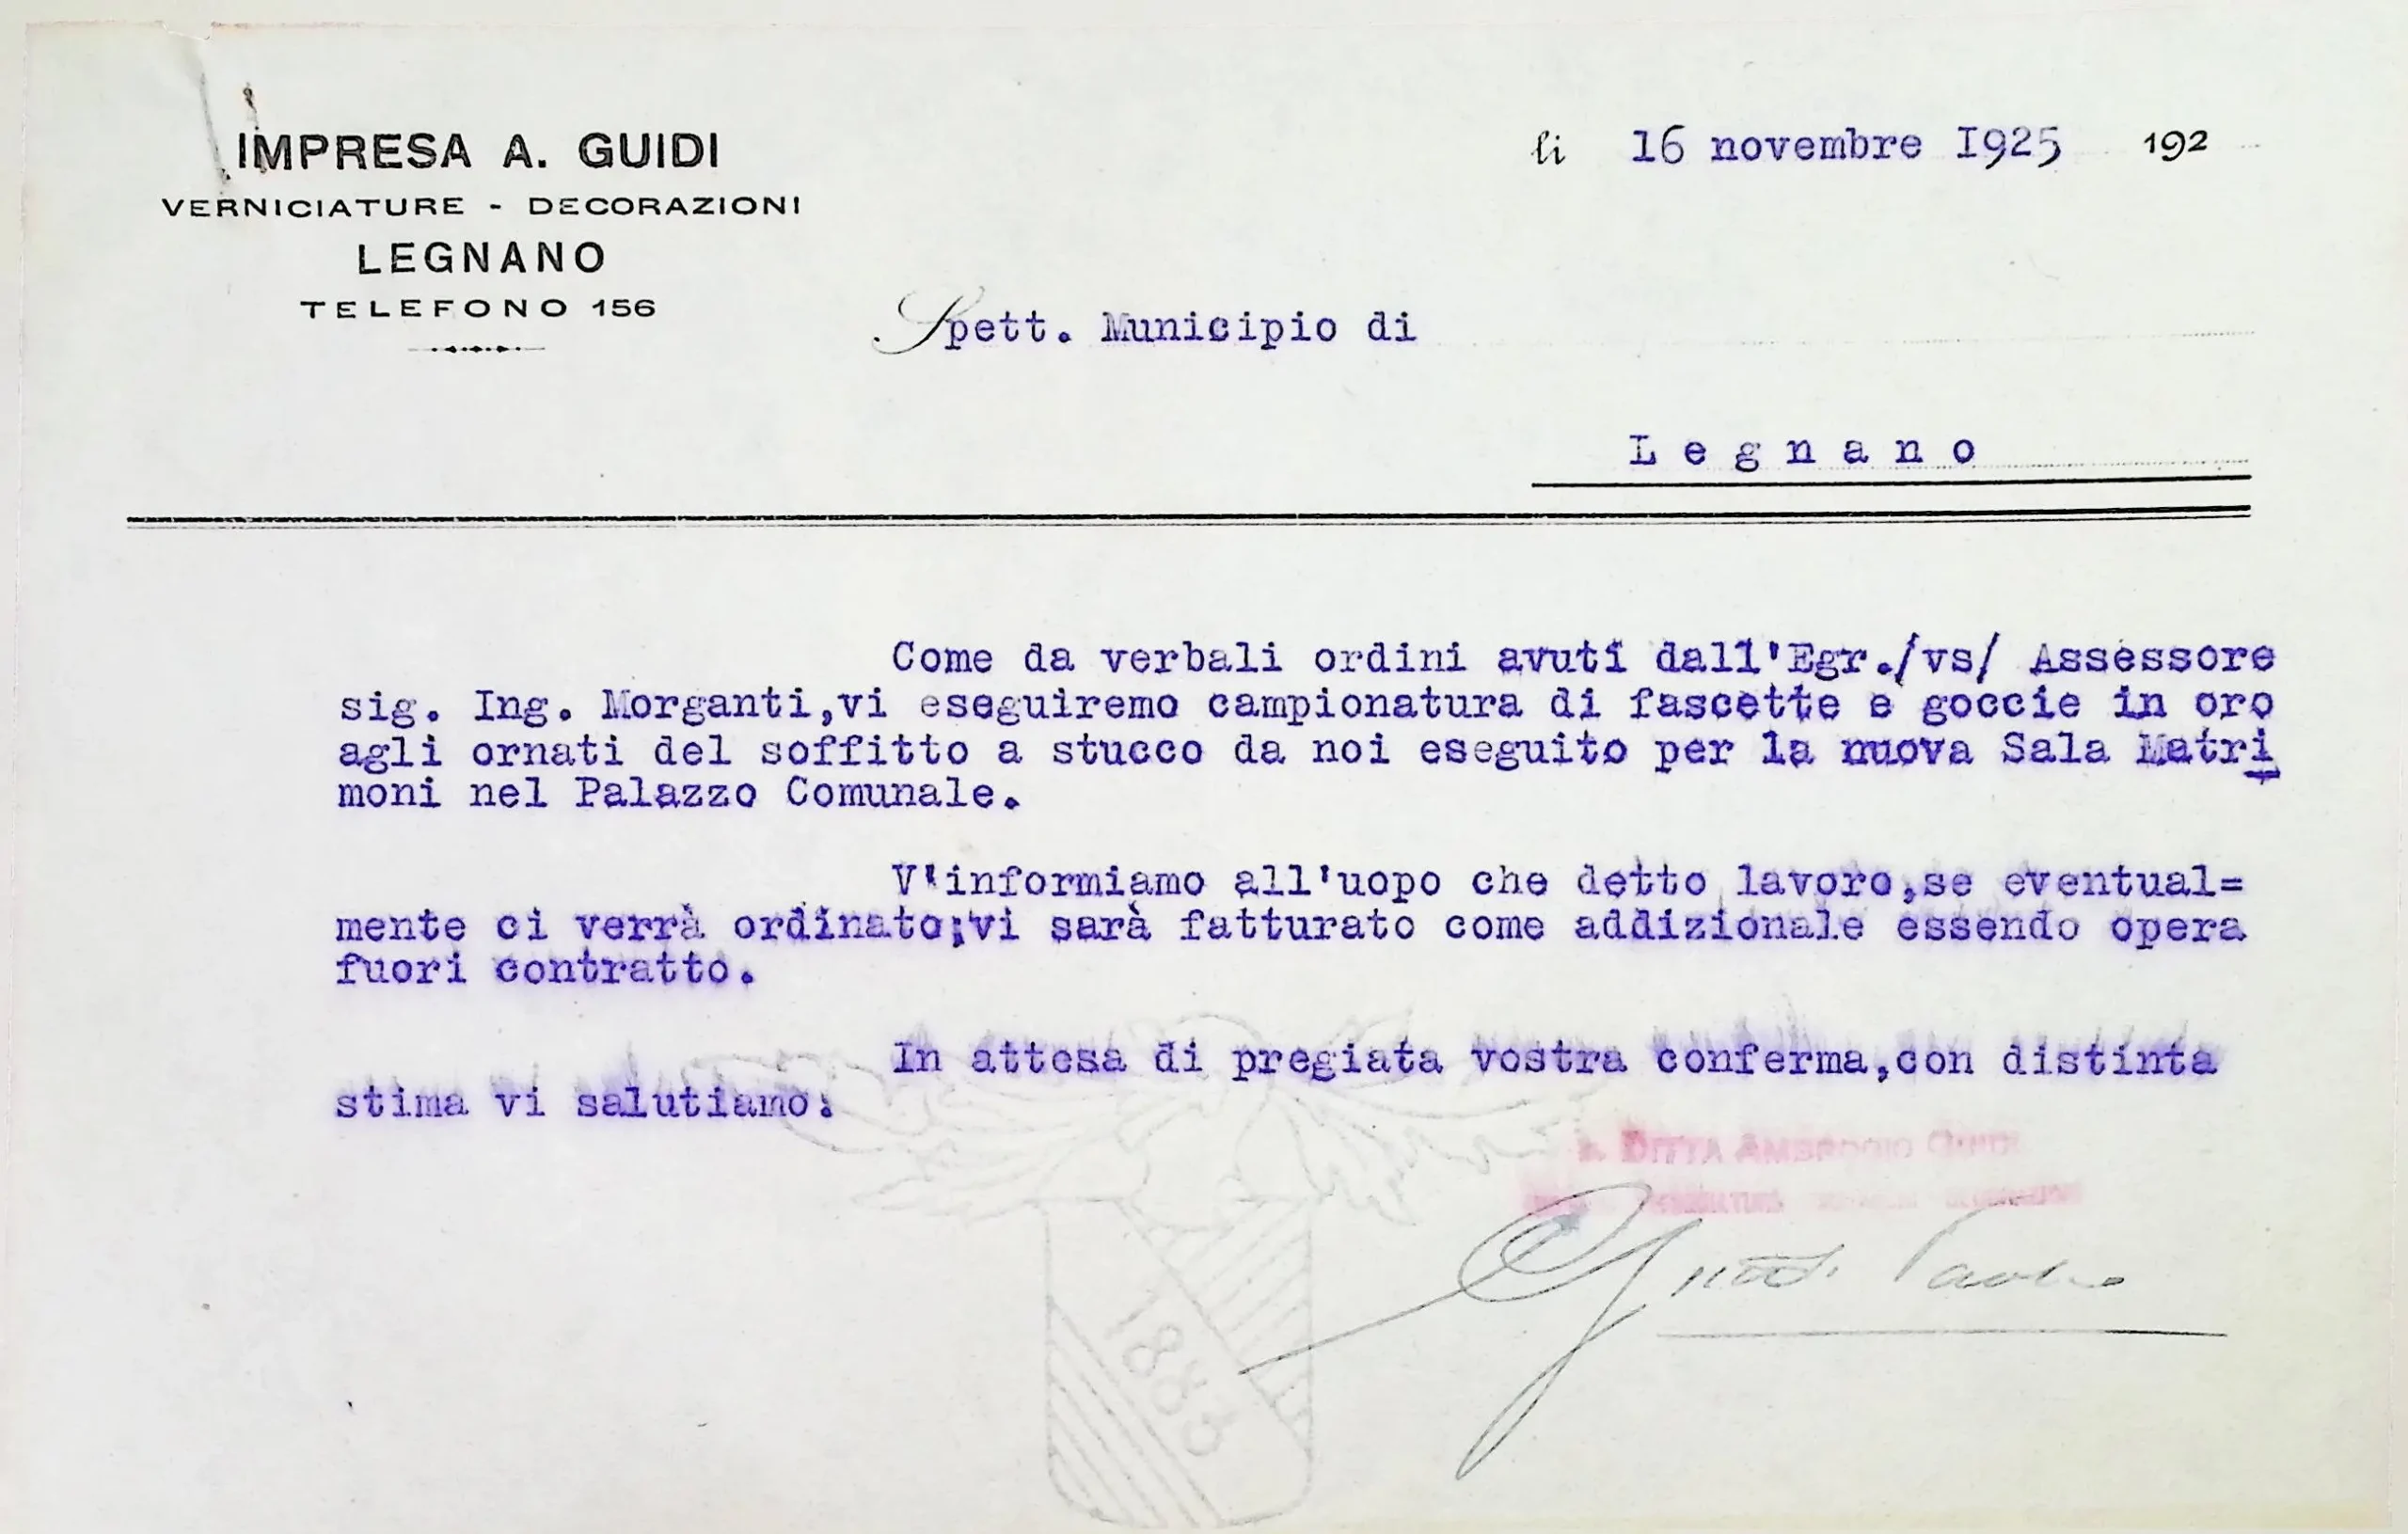 IMPRESA A. GUIDI
VERNICIATURE - DECORAZIONI
LEGNANO
TELEFONO 156
li 16 novembre I925 192
Spett. Municipio di
Legnano
Come da verbali ordini avuti dall'Egr./vs/ Assessore
sig. Ing. Morganti,vi eseguiremo campionatura di fascette e goccie in oro
agli ornati del soffitto a stucco da noi eseguito per la nuova Sala Matri
moni nel Palazzo Comunale.
V'informiamo all'uopo che detto lavoro,se eventual=
mente ci verrà ordinato;vi sarà fatturato come addizionale essendo opera
fuori contratto.
In attesa di pregiata vostra conferma,con distinta
stima vi salutiamo:
DITTA AMBROGIO GUIDI
Guidi Paolo
1883